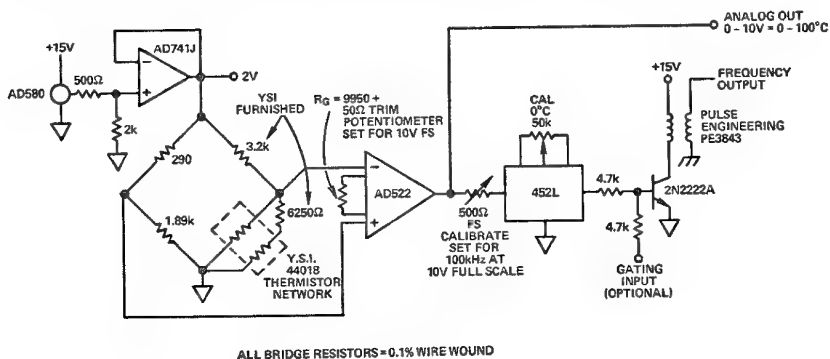 ANALOG OUT
0 – 10V = 0 – 100°C
+15V
AD741J
AD580
500Ω
2V
2k
YSI
FURNISHED
R_G = 9950 +
50Ω TRIM
POTENTIOMETER
SET FOR 10V FS
CAL
0°C
50k
+15V
FREQUENCY
OUTPUT
PULSE
ENGINEERING
PE3843
290
3.2k
AD522
452L
4.7k
2N2222A
1.89k
6250Ω
500Ω
FS
CALIBRATE
SET FOR
100kHz AT
10V FULL SCALE
4.7k
GATING
INPUT
(OPTIONAL)
Y.S.I.
44018
THERMISTOR
NETWORK
ALL BRIDGE RESISTORS = 0.1% WIRE WOUND